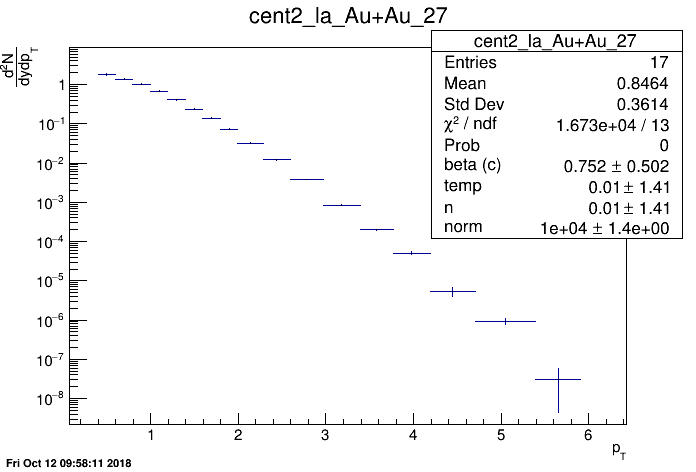 cent2_la_Au+Au_27
d²N
dydp_T
cent2_la_Au+Au_27
Entries 17
Mean 0.8464
Std Dev 0.3614
χ² / ndf 1.673e+04 / 13
Prob 0
beta (c) 0.752 ± 0.502
temp 0.01 ± 1.41
n 0.01 ± 1.41
norm 1e+04 ± 1.4e+00
1
10⁻¹
10⁻²
10⁻³
10⁻⁴
10⁻⁵
10⁻⁶
10⁻⁷
10⁻⁸
1 2 3 4 5 6
p_T
Fri Oct 12 09:58:11 2018